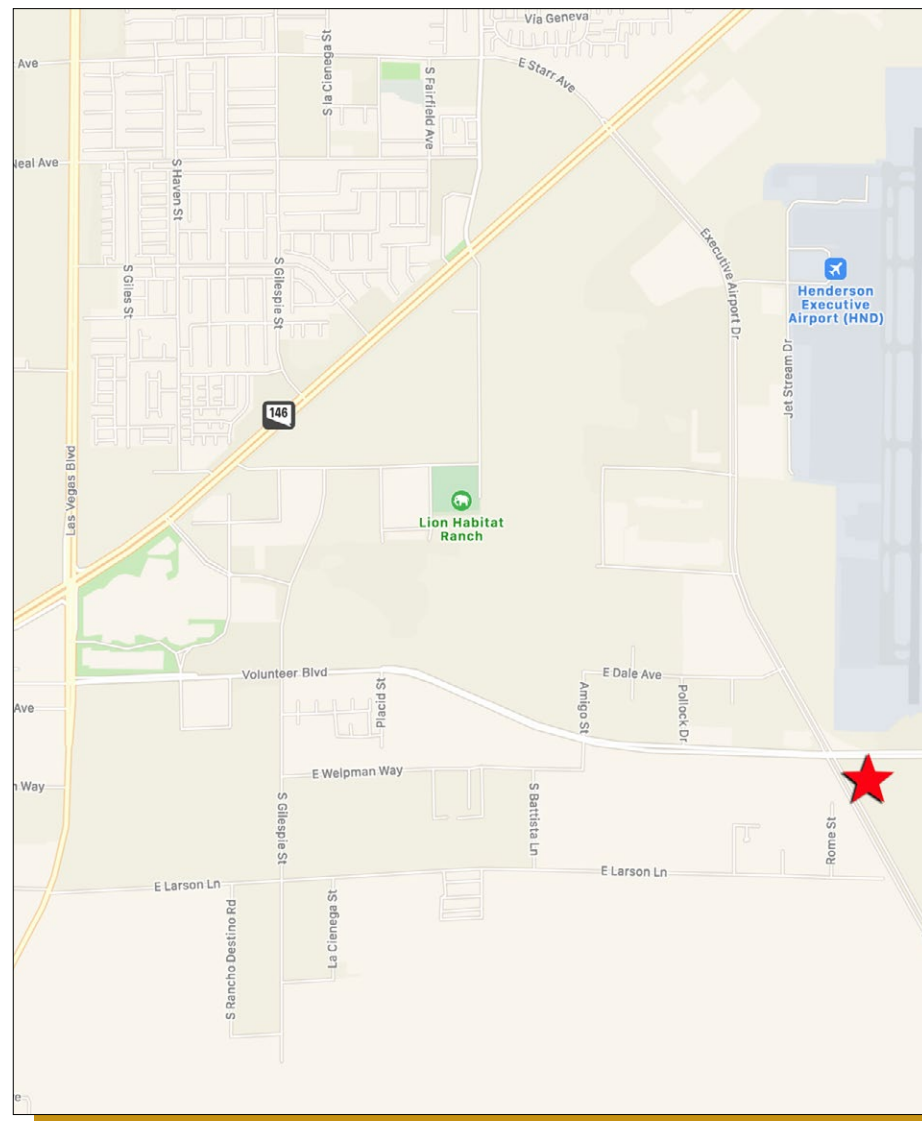 Via Geneva
Ave
S la Cienega St
S Fairfield Ave
E Starr Ave
Neal Ave
S Haven St
S Giles St
S Gillespie St
Executive Airport Dr
Henderson
Executive
Airport (HND)
Jet Stream Dr
146
Las Vegas Blvd
Lion Habitat
Ranch
Volunteer Blvd
Placid St
Amigo St
E Dale Ave
Pollock Dr
Ave
E Welpman Way
n Way
S Gillespie St
S Battista Ln
Rome St
E Larson Ln
E Larson Ln
S Rancho Destino Rd
La Cienega St
e